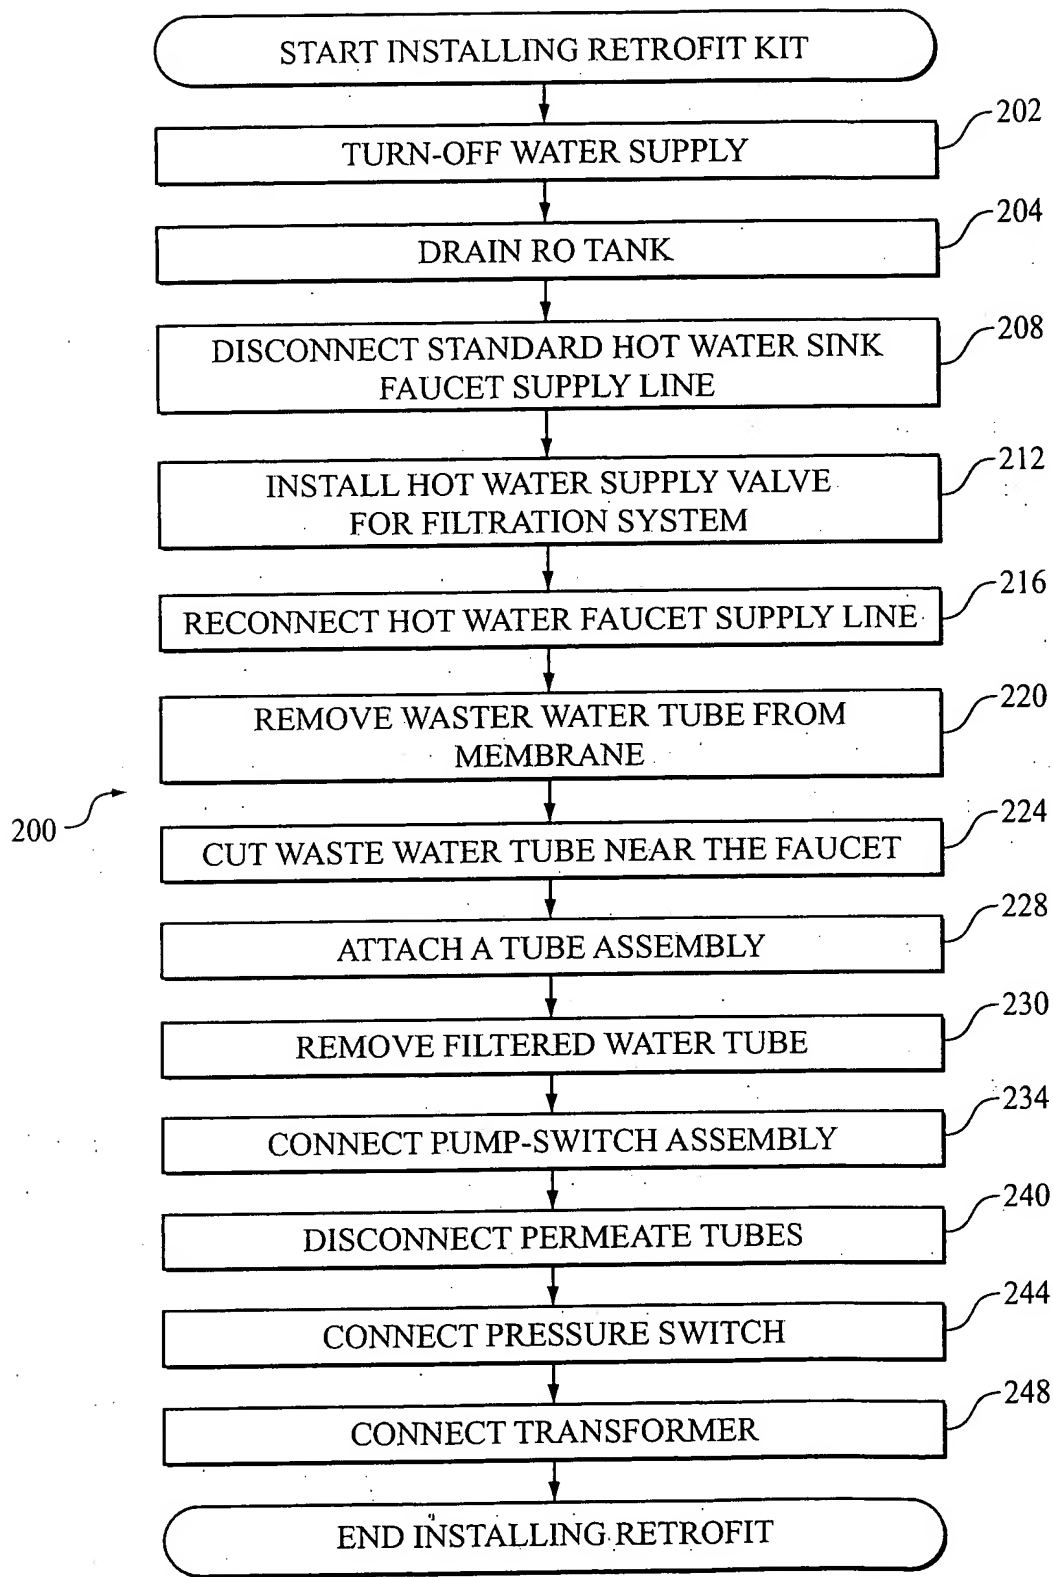 START INSTALLING RETROFIT KIT
202
TURN-OFF WATER SUPPLY
204
DRAIN RO TANK
208
DISCONNECT STANDARD HOT WATER SINK
FAUCET SUPPLY LINE
212
INSTALL HOT WATER SUPPLY VALVE
FOR FILTRATION SYSTEM
216
RECONNECT HOT WATER FAUCET SUPPLY LINE
220
REMOVE WASTER WATER TUBE FROM
MEMBRANE
200
224
CUT WASTE WATER TUBE NEAR THE FAUCET
228
ATTACH A TUBE ASSEMBLY
230
REMOVE FILTERED WATER TUBE
234
CONNECT PUMP-SWITCH ASSEMBLY
240
DISCONNECT PERMEATE TUBES
244
CONNECT PRESSURE SWITCH
248
CONNECT TRANSFORMER
END INSTALLING RETROFIT